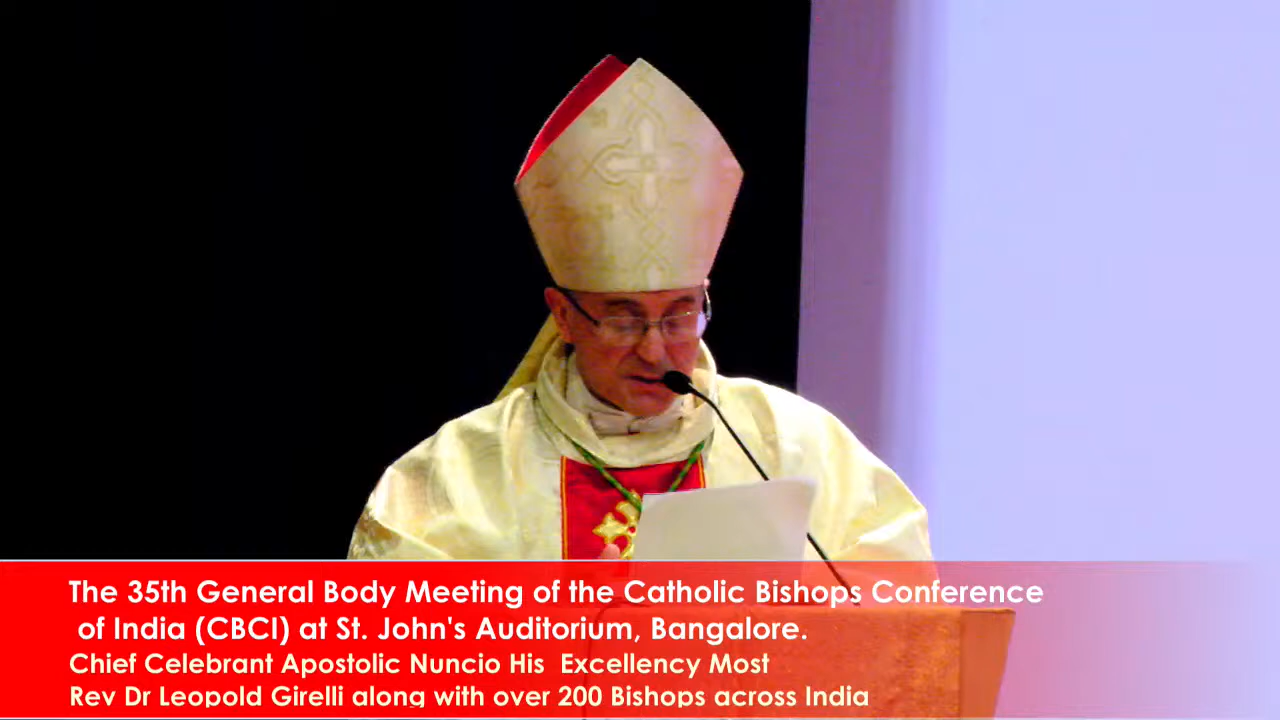 The 35th General Body Meeting of the Catholic Bishops Conference
of India (CBCI) at St. John's Auditorium, Bangalore.
Chief Celebrant Apostolic Nuncio His Excellency Most
Rev Dr Leopold Girelli along with over 200 Bishops across India